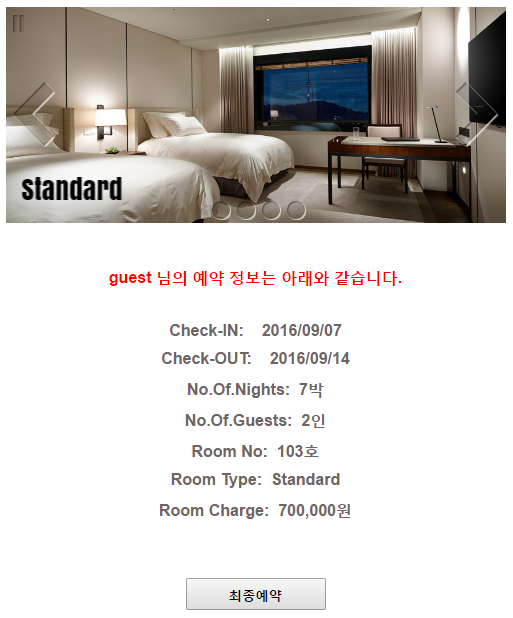 standard
guest 님의 예약 정보는 아래와 같습니다.
Check-IN: 2016/09/07
Check-OUT: 2016/09/14
No.Of.Nights: 7박
No.Of.Guests: 2인
Room No: 103호
Room Type: Standard
Room Charge: 700,000원
최종예약